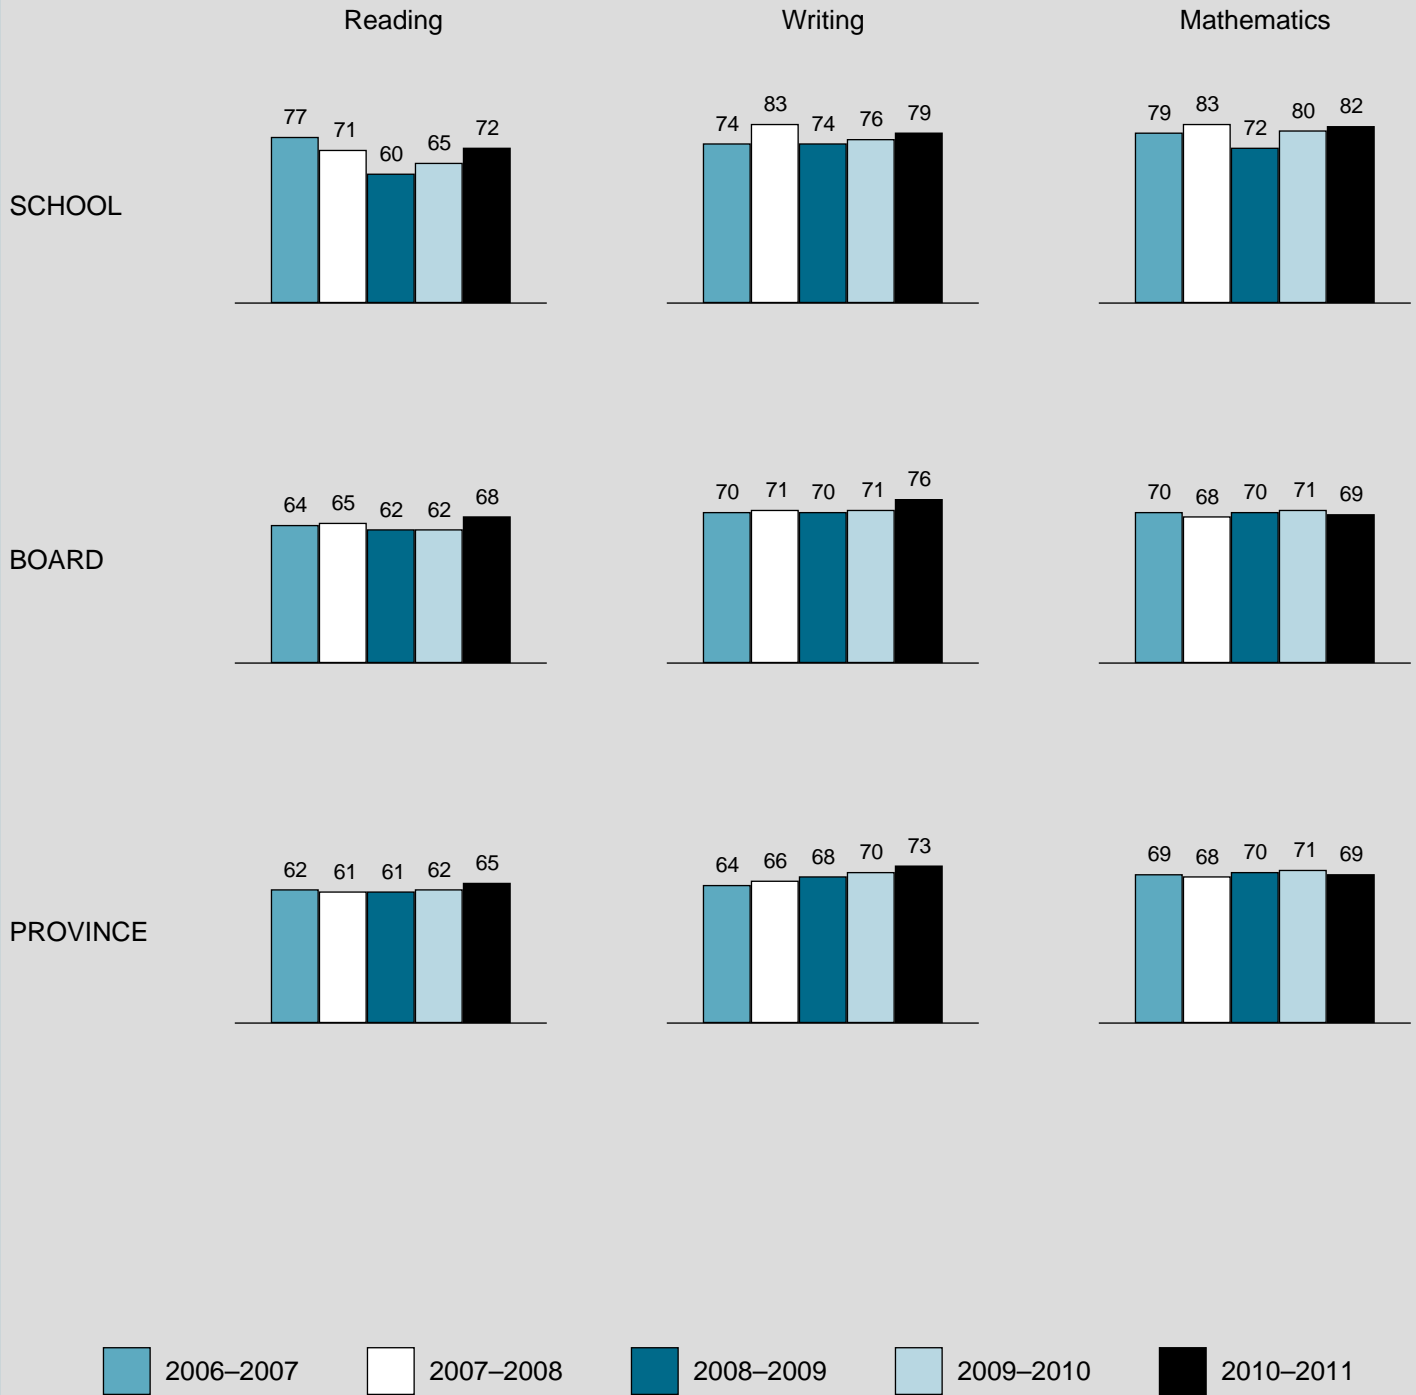 Reading Writing Mathematics
77 71 60 65 72
74 83 74 76 79
79 83 72 80 82
SCHOOL
64 65 62 62 68
70 71 70 71 76
70 68 70 71 69
BOARD
62 61 61 62 65
64 66 68 70 73
69 68 70 71 69
PROVINCE
2006–2007 2007–2008 2008–2009 2009–2010 2010–2011